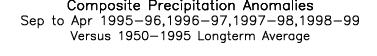 Composite Precipitation Anomalies
Sep to Apr 1995-96,1996-97,1997-98,1998-99
Versus 1950-1995 Longterm Average